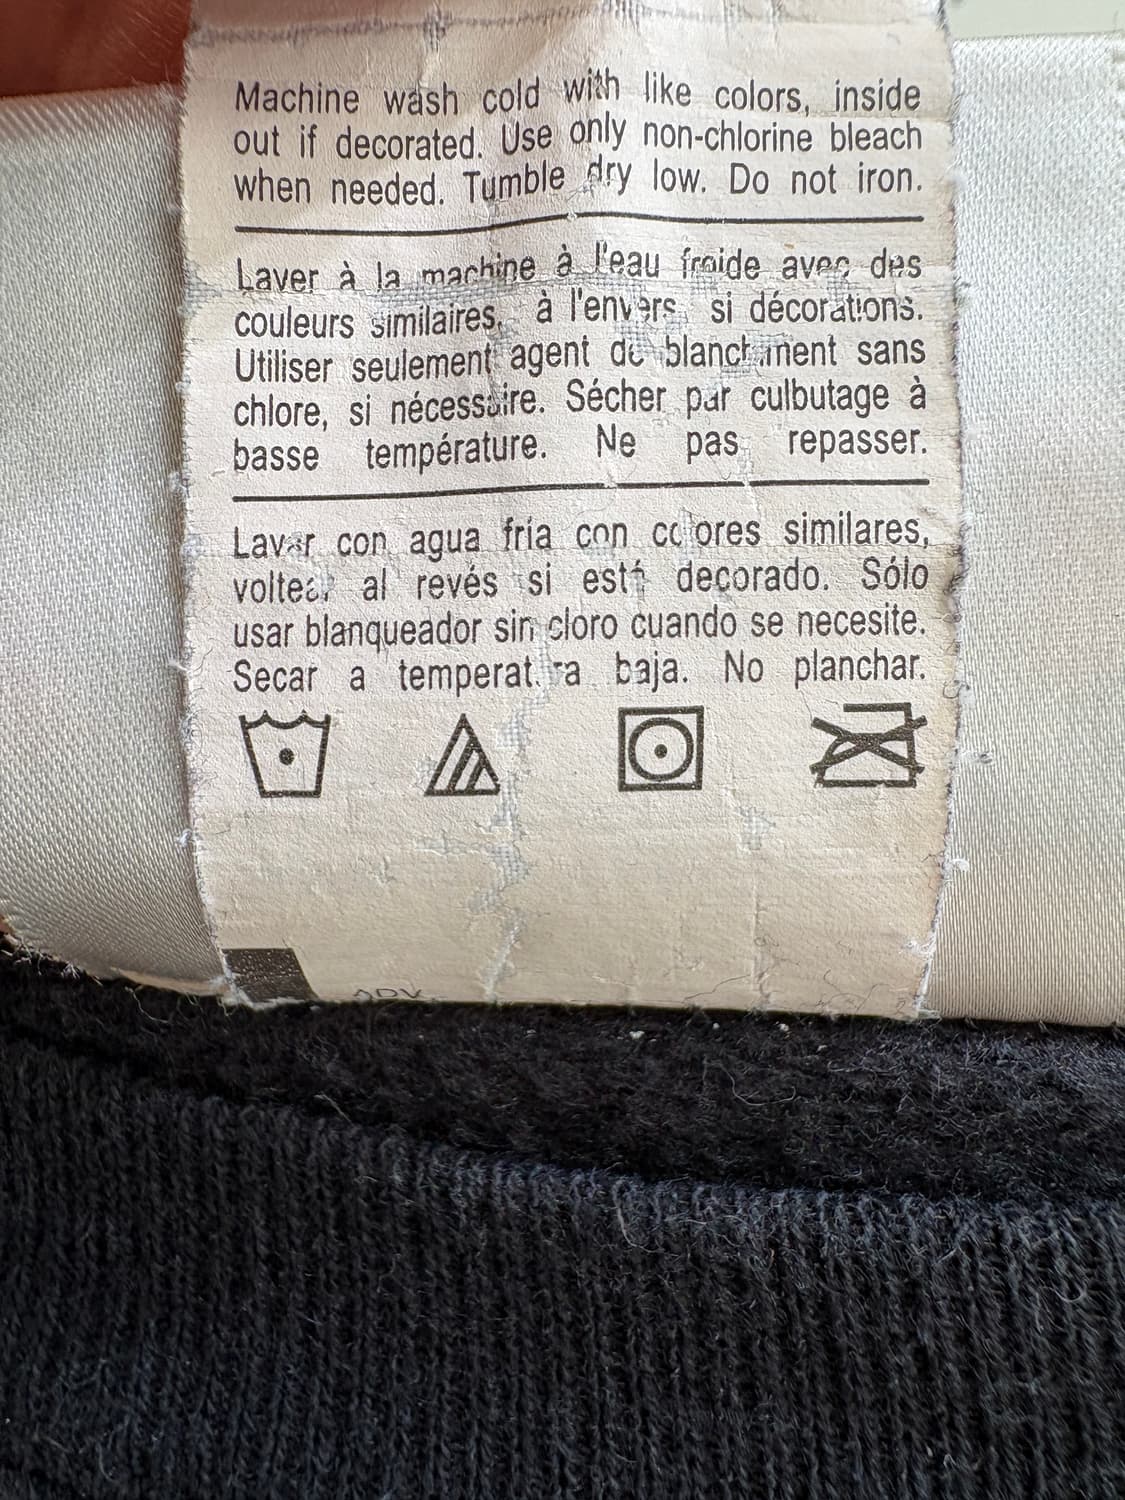 Machine wash cold with like colors, inside
out if decorated. Use only non-chlorine bleach
when needed. Tumble dry low. Do not iron.
Laver à la machine à l'eau froide avec des
couleurs similaires, à l'envers si décorations.
Utiliser seulement agent de blanchiment sans
chlore, si nécessaire. Sécher par culbutage à
basse température. Ne pas repasser.
Lavar con agua fría con colores similares,
voltear al revés si está decorado. Sólo
usar blanqueador sin cloro cuando se necesite.
Secar a temperatura baja. No planchar.